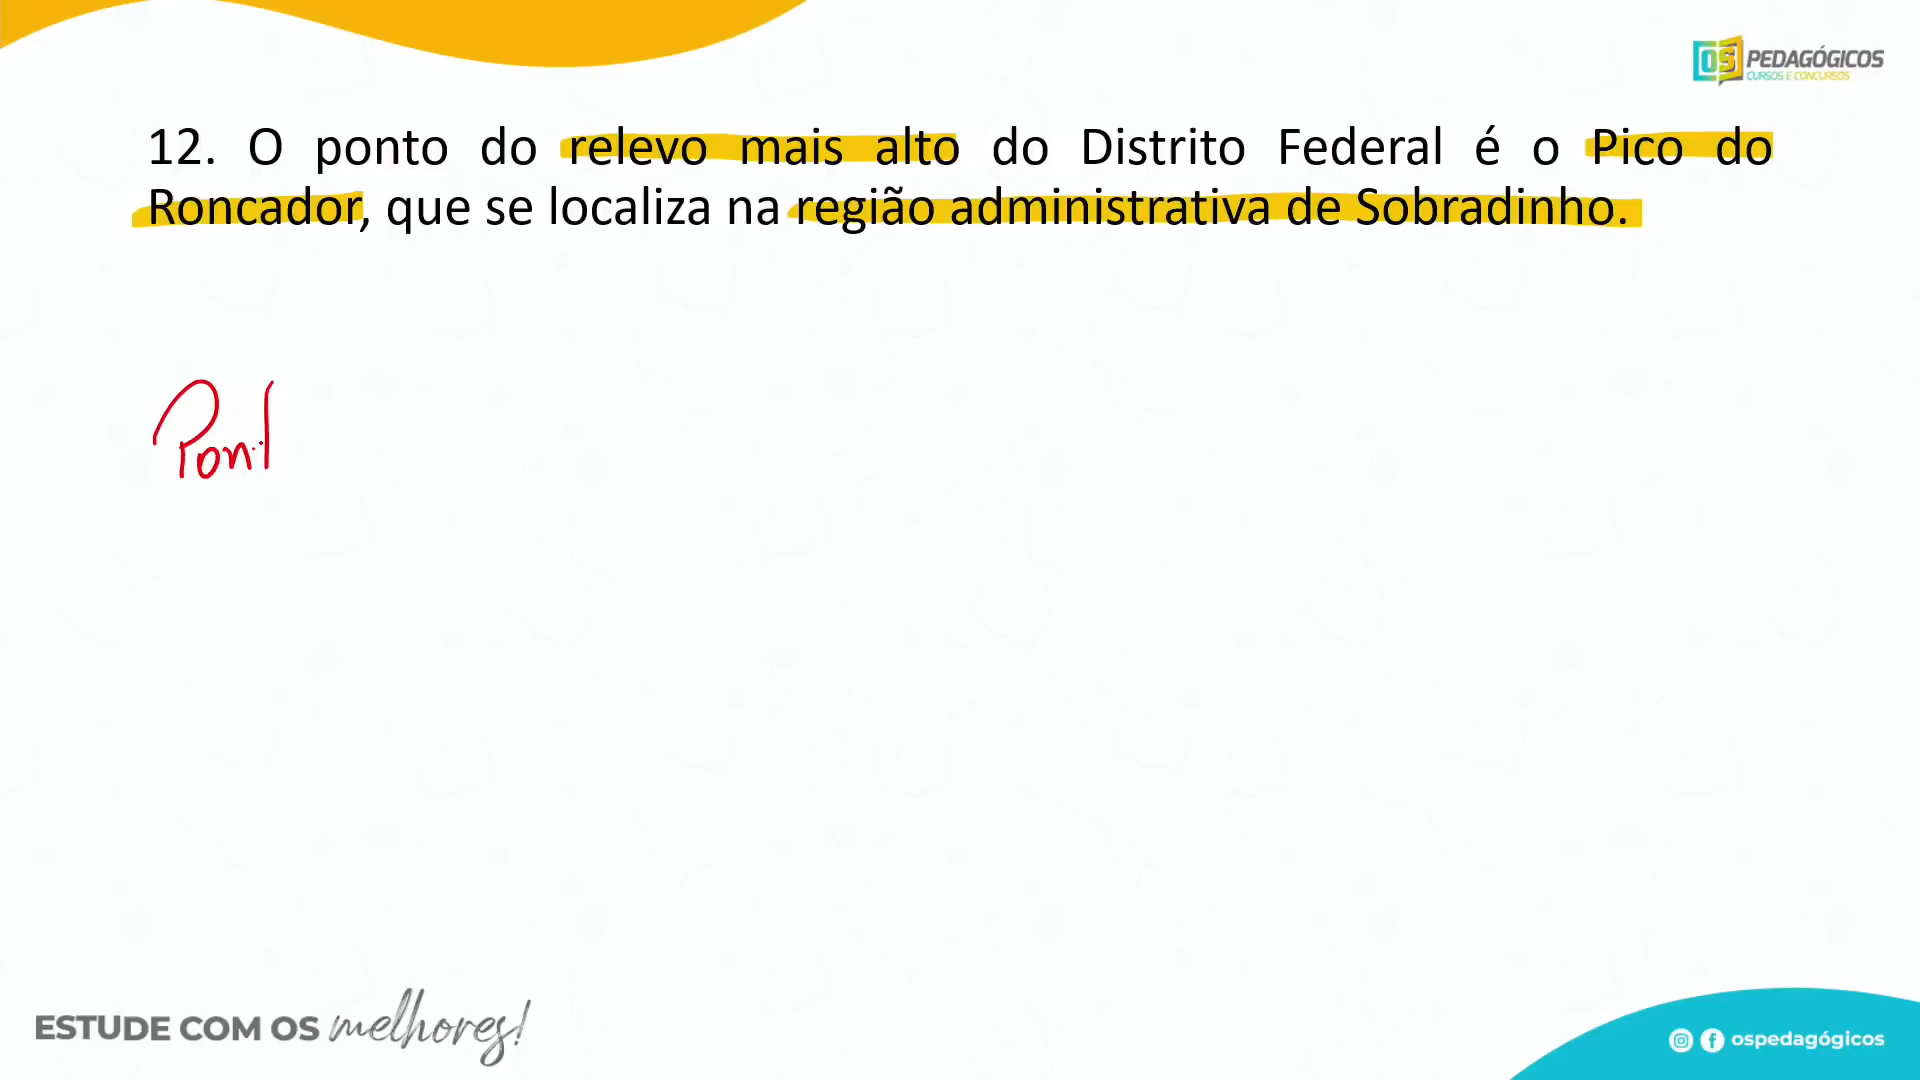 OS PEDAGÓGICOS
CURSOS E CONCURSOS
12. O ponto do relevo mais alto do Distrito Federal é o Pico do
Roncador, que se localiza na região administrativa de Sobradinho.
Pont
ESTUDE COM OS melhores!
ospedagógicos